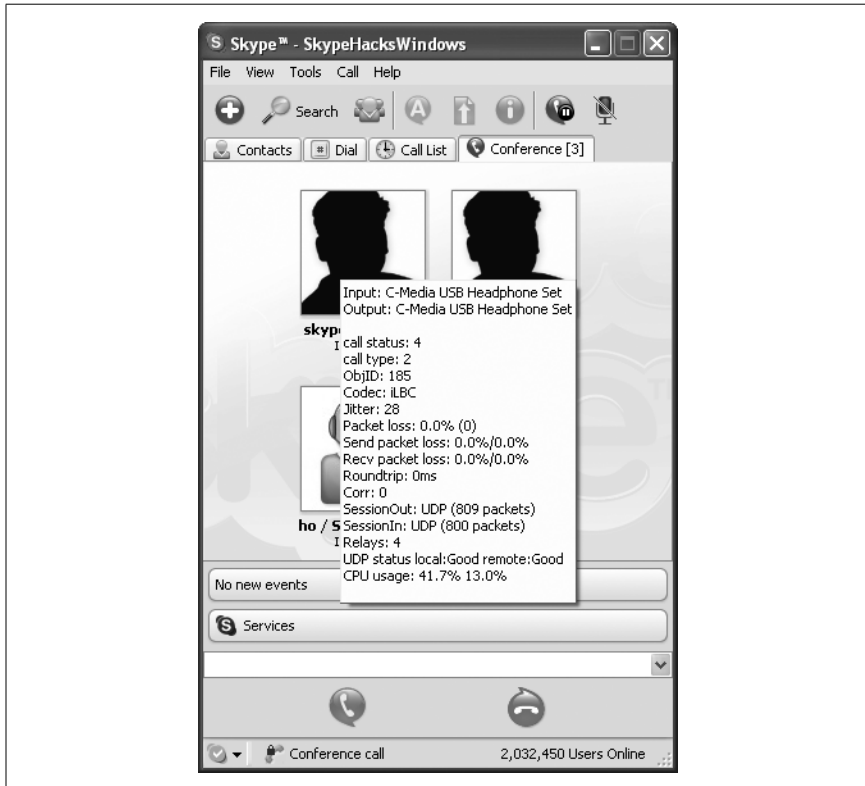 Skype™ - SkypeHacksWindows
File View Tools Call Help
Search
Contacts Dial Call List Conference [3]
Input: C-Media USB Headphone Set
Output: C-Media USB Headphone Set
call status: 4
call type: 2
ObjID: 185
Codec: iLBC
Jitter: 28
Packet loss: 0.0% (0)
Send packet loss: 0.0%/0.0%
Recv packet loss: 0.0%/0.0%
Roundtrip: 0ms
Corr: 0
SessionOut: UDP (809 packets)
SessionIn: UDP (800 packets)
Relays: 4
UDP status local:Good remote:Good
CPU usage: 41.7% 13.0%
ho / S
No new events
Services
Conference call 2,032,450 Users Online